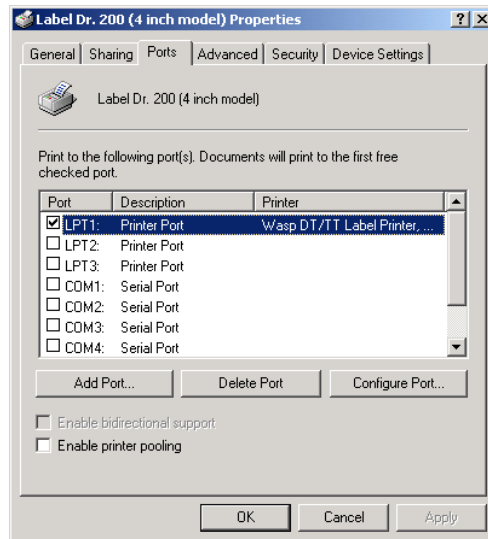 Label Dr. 200 (4 inch model) Properties
General Sharing Ports Advanced Security Device Settings
Label Dr. 200 (4 inch model)
Print to the following port(s). Documents will print to the first free
checked port.
Port Description Printer
LPT1: Printer Port Wasp DT/TT Label Printer, ...
LPT2: Printer Port
LPT3: Printer Port
COM1: Serial Port
COM2: Serial Port
COM3: Serial Port
COM4: Serial Port
Add Port... Delete Port Configure Port...
Enable bidirectional support
Enable printer pooling
OK Cancel Apply